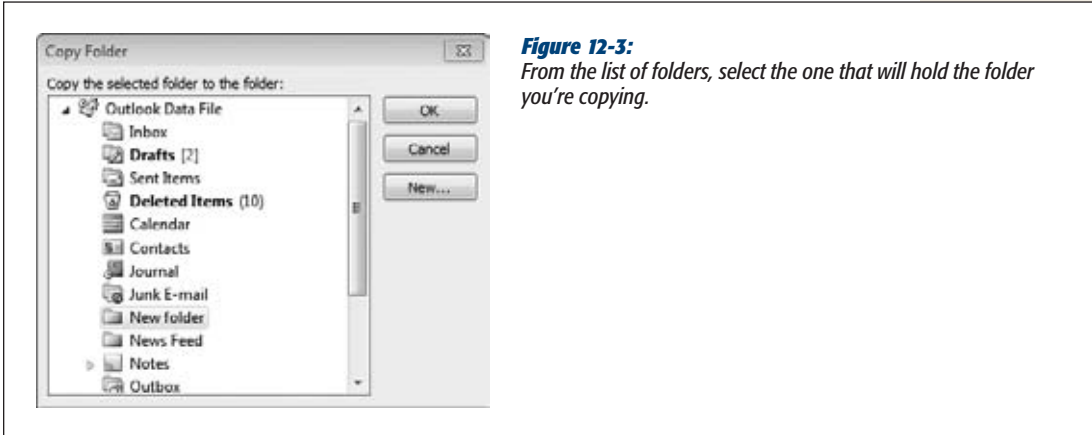 Copy Folder
Copy the selected folder to the folder:
Outlook Data File
Inbox
Drafts [2]
Sent Items
Deleted Items (10)
Calendar
Contacts
Journal
Junk E-mail
New folder
News Feed
Notes
Outbox
OK
Cancel
New...
Figure 12-3:
From the list of folders, select the one that will hold the folder
you're copying.